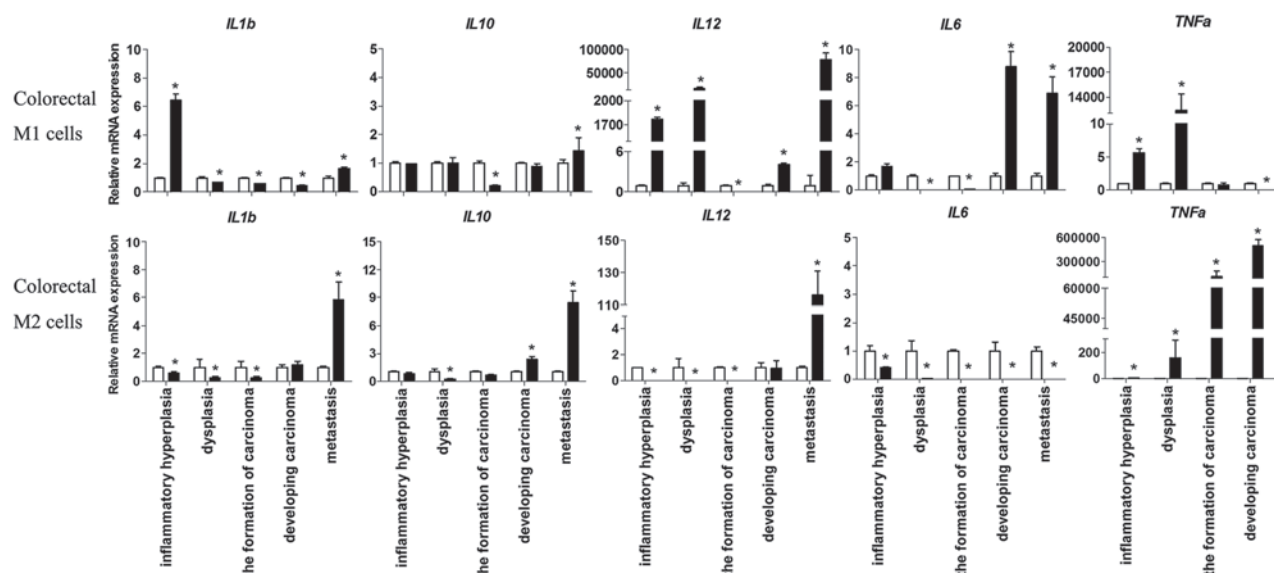 IL1b
IL10
IL12
IL6
TNFa
Colorectal
M1 cells
Relative mRNA expression
10
8
6
4
2
0
*
*
*
*
*
5
4
3
2
1
0
*
*
100000
50000
2000
1700
6
0
*
*
*
*
*
10
8
6
4
2
0
*
*
*
*
20000
17000
14000
10
5
0
*
*
*
IL1b
IL10
IL12
IL6
TNFa
Colorectal
M2 cells
Relative mRNA expression
10
8
6
4
2
0
*
*
*
*
15
12
9
6
3
0
*
*
*
150
130
110
6
4
2
0
*
*
*
*
5
4
3
2
1
0
*
*
*
*
*
600000
300000
60000
45000
200
0
*
*
*
*
inflammatory hyperplasia
dysplasia
he formation of carcinoma
developing carcinoma
metastasis
inflammatory hyperplasia
dysplasia
he formation of carcinoma
developing carcinoma
metastasis
inflammatory hyperplasia
dysplasia
the formation of carcinoma
developing carcinoma
metastasis
inflammatory hyperplasia
dysplasia
the formation of carcinoma
developing carcinoma
metastasis
inflammatory hyperplasia
dysplasia
the formation of carcinoma
developing carcinoma